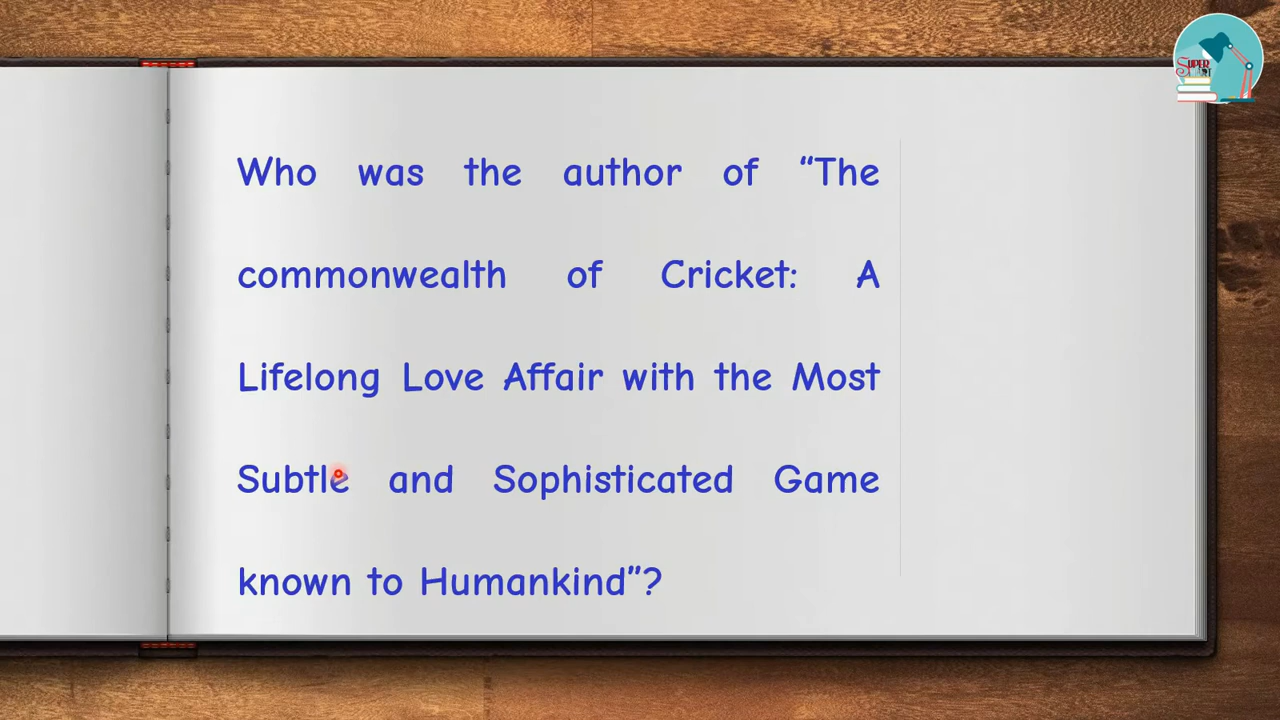 Who was the author of “The
commonwealth of Cricket: A
Lifelong Love Affair with the Most
Subtle and Sophisticated Game
known to Humankind”?